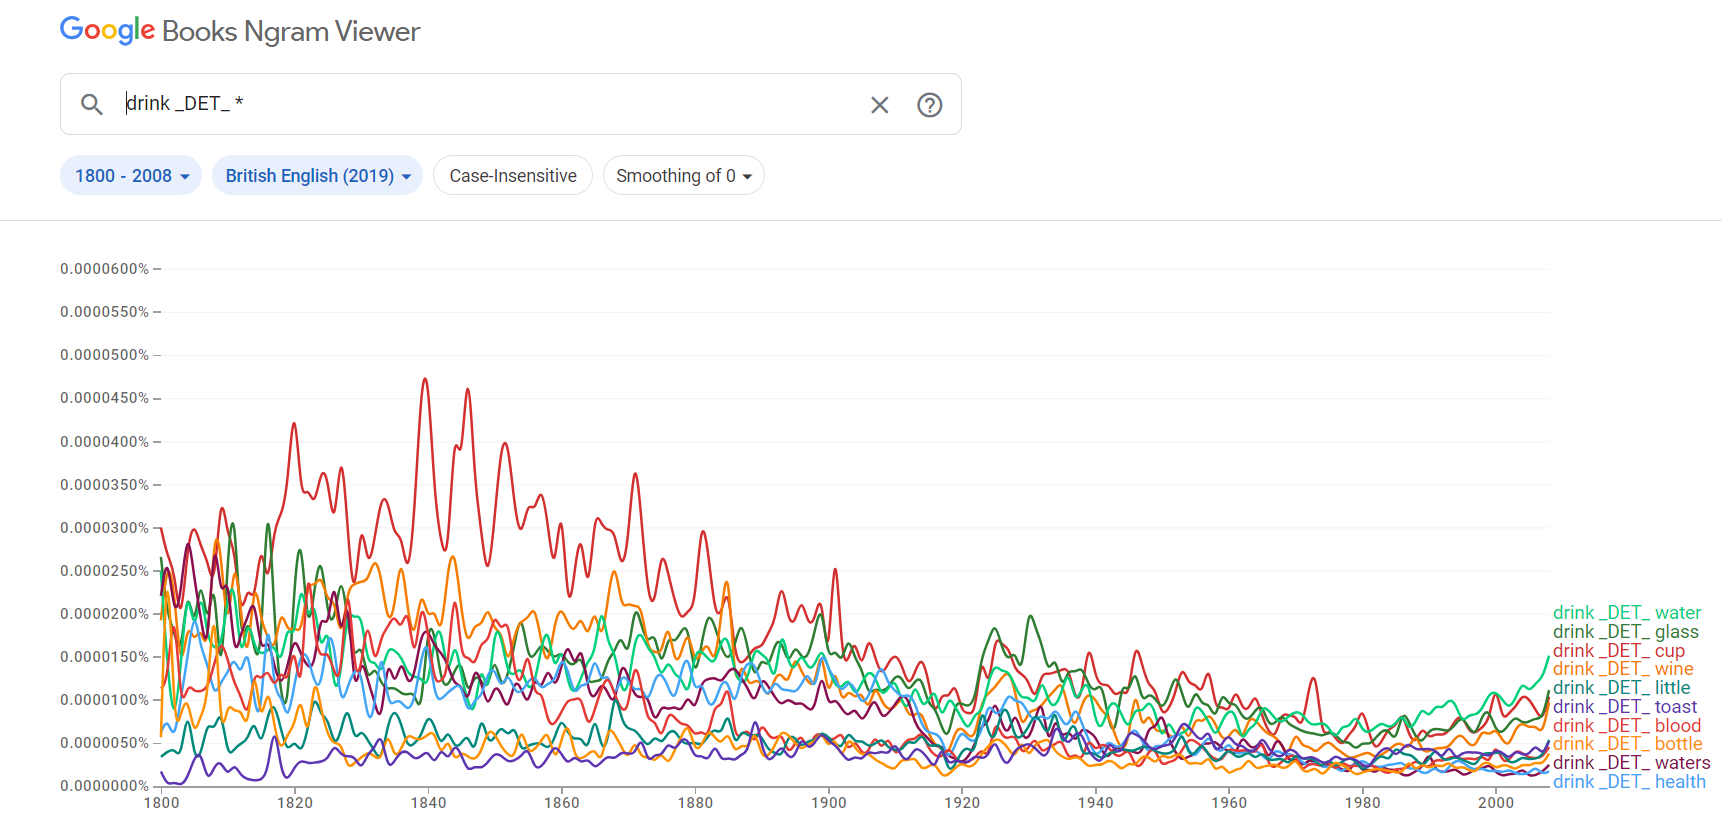 Google Books Ngram Viewer
drink _DET_ *
1800 - 2008
British English (2019)
Case-Insensitive
Smoothing of 0
0.0000600%
0.0000550%
0.0000500%
0.0000450%
0.0000400%
0.0000350%
0.0000300%
0.0000250%
0.0000200%
0.0000150%
0.0000100%
0.0000050%
0.0000000%
1800 1820 1840 1860 1880 1900 1920 1940 1960 1980 2000
drink _DET_ water
drink _DET_ glass
drink _DET_ cup
drink _DET_ wine
drink _DET_ little
drink _DET_ toast
drink _DET_ blood
drink _DET_ bottle
drink _DET_ waters
drink _DET_ health